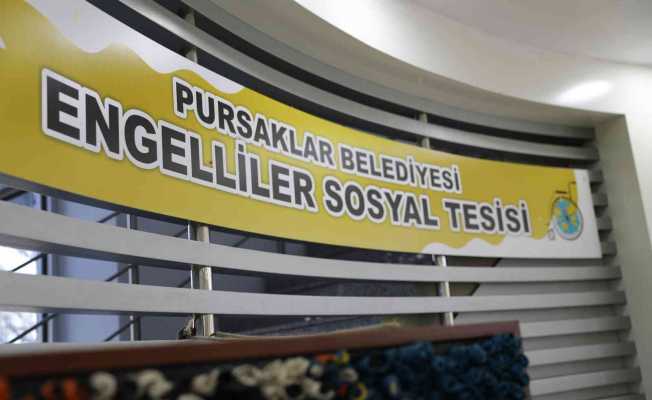 PURSAKLAR BELEDİYESİ
ENGELLİLER SOSYAL TESİSİ